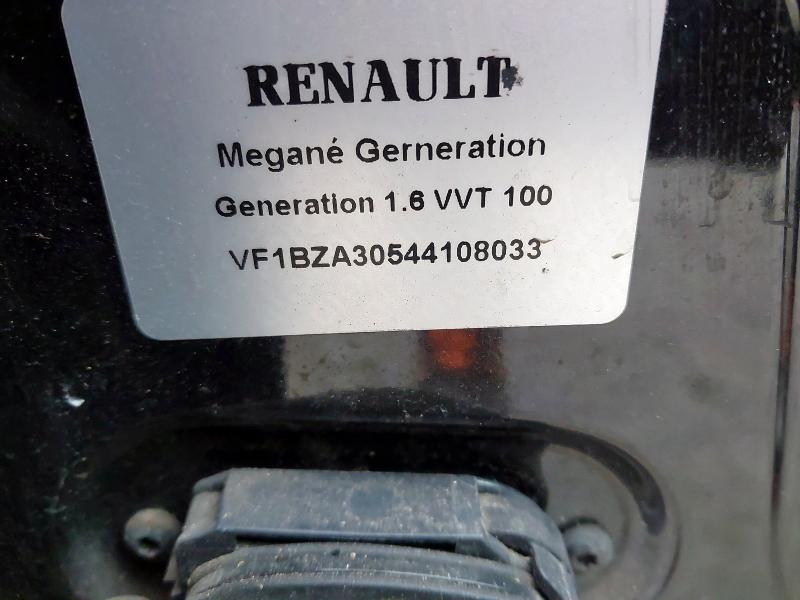 RENAULT
Megané Gerneration
Generation 1.6 VVT 100
VF1BZA30544108033